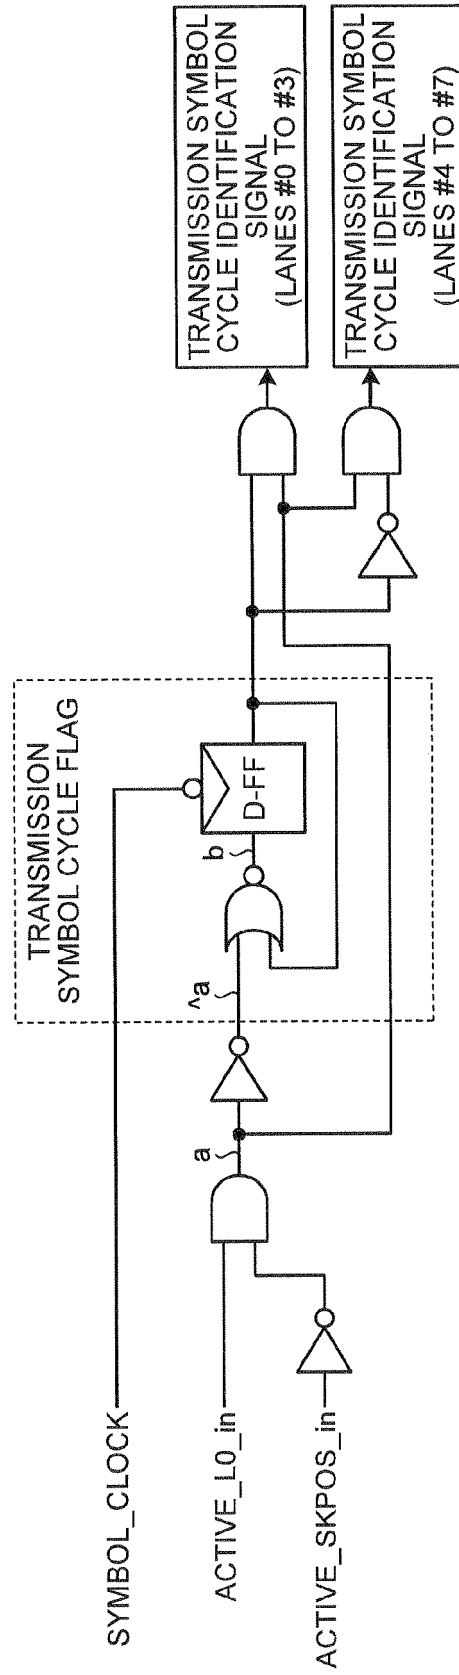 SYMBOL_CLOCK
ACTIVE_L0_in
ACTIVE_SKPOS_in
a
^a
b
TRANSMISSION
SYMBOL CYCLE FLAG
D-FF
TRANSMISSION SYMBOL
CYCLE IDENTIFICATION
SIGNAL
(LANES #0 TO #3)
TRANSMISSION SYMBOL
CYCLE IDENTIFICATION
SIGNAL
(LANES #4 TO #7)